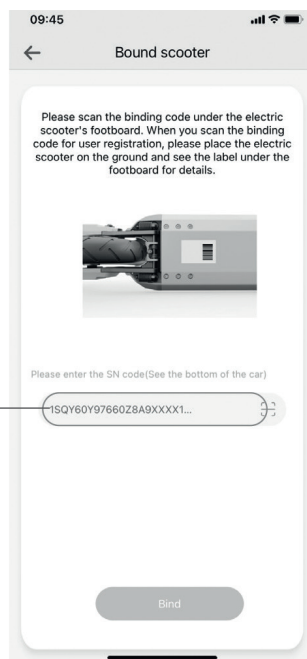 09:45
Bound scooter
Please scan the binding code under the electric
scooter's footboard. When you scan the binding
code for user registration, please place the electric
scooter on the ground and see the label under the
footboard for details.
Please enter the SN code(See the bottom of the car)
1SQY60Y97660Z8A9XXXX1...
Bind